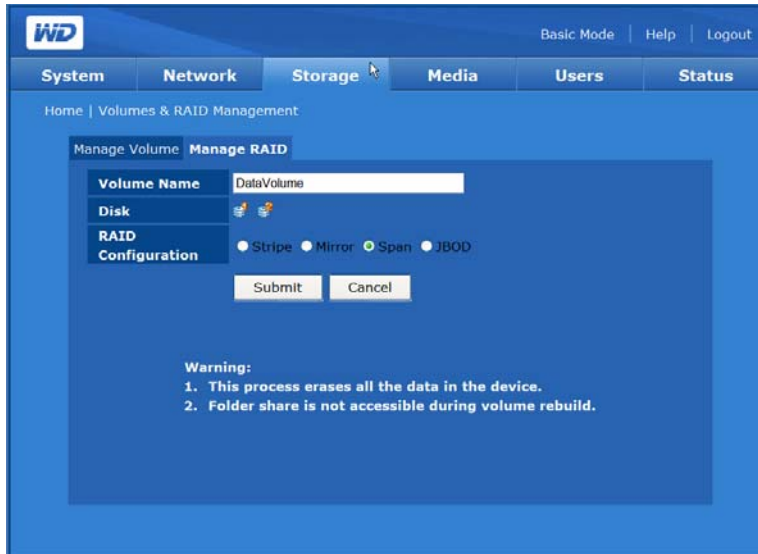 WD
Basic Mode | Help | Logout
System Network Storage Media Users Status
Home | Volumes & RAID Management
Manage Volume Manage RAID
Volume Name DataVolume
Disk
RAID Configuration Stripe Mirror Span JBOD
Submit Cancel
Warning:
1. This process erases all the data in the device.
2. Folder share is not accessible during volume rebuild.